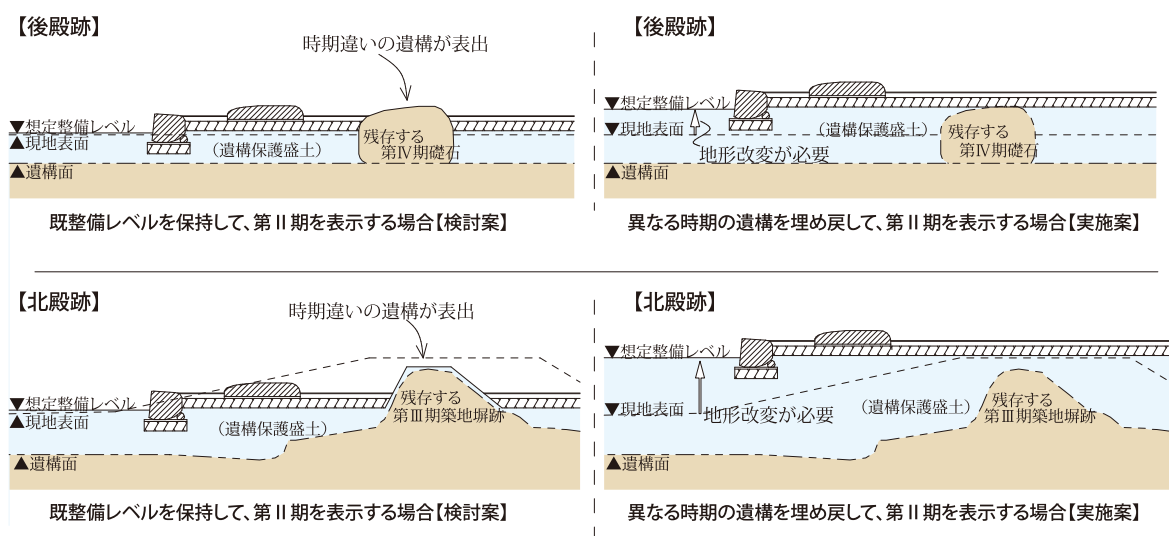 【後殿跡】
時期違いの遺構が表出
▼想定整備レベル
▲現地表面
(遺構保護盛土)
残存する
第Ⅳ期礎石
▲遺構面
既整備レベルを保持して、第Ⅱ期を表示する場合【検討案】
【後殿跡】
▼想定整備レベル
▼現地表面
(遺構保護盛土)
残存する
第Ⅳ期礎石
地形改変が必要
▲遺構面
異なる時期の遺構を埋め戻して、第Ⅱ期を表示する場合【実施案】
【北殿跡】
時期違いの遺構が表出
▼想定整備レベル
▲現地表面
(遺構保護盛土)
残存する
第Ⅲ期築地塀跡
▲遺構面
既整備レベルを保持して、第Ⅱ期を表示する場合【検討案】
【北殿跡】
▼想定整備レベル
▼現地表面
地形改変が必要
(遺構保護盛土)
残存する
第Ⅲ期築地塀跡
▲遺構面
異なる時期の遺構を埋め戻して、第Ⅱ期を表示する場合【実施案】